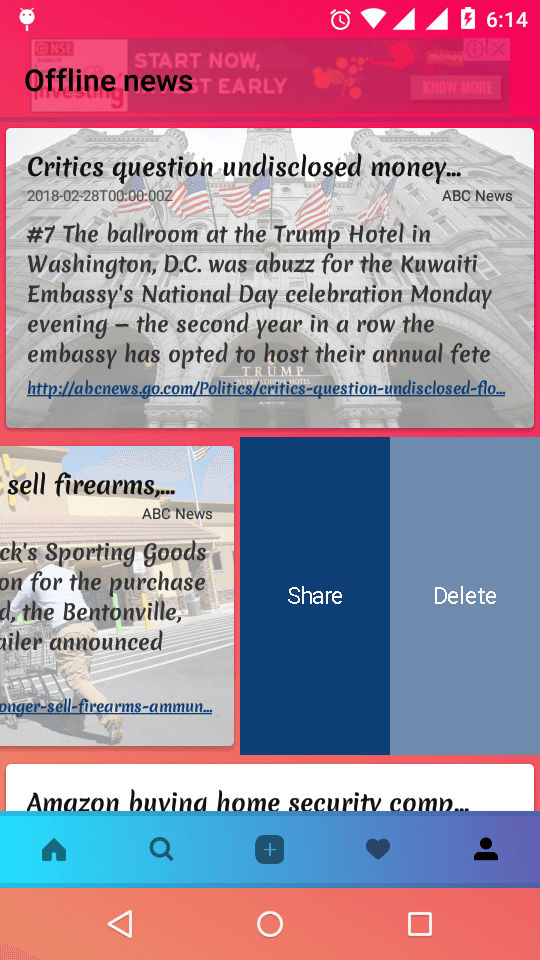 6:14
NSE
investing
START NOW,
INVEST EARLY
money
KNOW MORE
Offline news
Critics question undisclosed money...
2018-02-28T00:00:00Z
ABC News
#7 The ballroom at the Trump Hotel in
Washington, D.C. was abuzz for the Kuwaiti
Embassy's National Day celebration Monday
evening — the second year in a row the
embassy has opted to host their annual fete
TRUMP
INTERNATIONAL HOTEL
http://abcnews.go.com/Politics/critics-question-undisclosed-flo...
sell firearms,...
ABC News
ck's Sporting Goods
on for the purchase
d, the Bentonville,
ailer announced
onger-sell-firearms-ammun...
Share
Delete
Amazon buying home security comp...